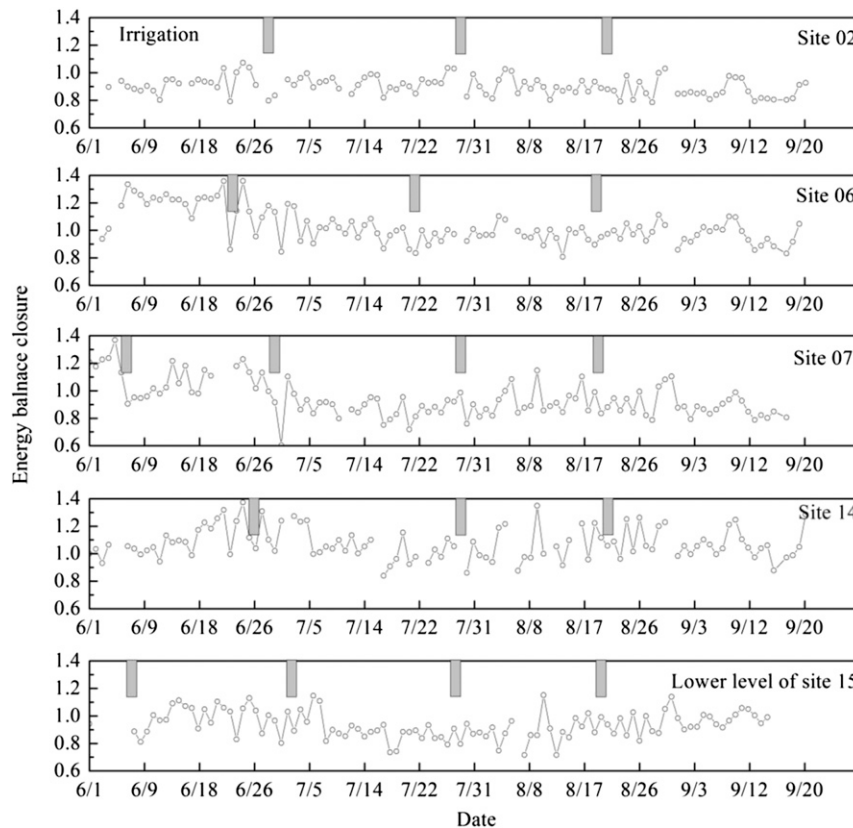 1.4
Irrigation
Site 02
1.2
1.0
0.8
0.6
6/1 6/9 6/18 6/26 7/5 7/14 7/22 7/31 8/8 8/17 8/26 9/3 9/12 9/20
1.4
Site 06
1.2
1.0
0.8
0.6
6/1 6/9 6/18 6/26 7/5 7/14 7/22 7/31 8/8 8/17 8/26 9/3 9/12 9/20
Energy balnace closure
1.4
Site 07
1.2
1.0
0.8
0.6
6/1 6/9 6/18 6/26 7/5 7/14 7/22 7/31 8/8 8/17 8/26 9/3 9/12 9/20
1.4
Site 14
1.2
1.0
0.8
0.6
6/1 6/9 6/18 6/26 7/5 7/14 7/22 7/31 8/8 8/17 8/26 9/3 9/12 9/20
1.4
Lower level of site 15
1.2
1.0
0.8
0.6
6/1 6/9 6/18 6/26 7/5 7/14 7/22 7/31 8/8 8/17 8/26 9/3 9/12 9/20
Date